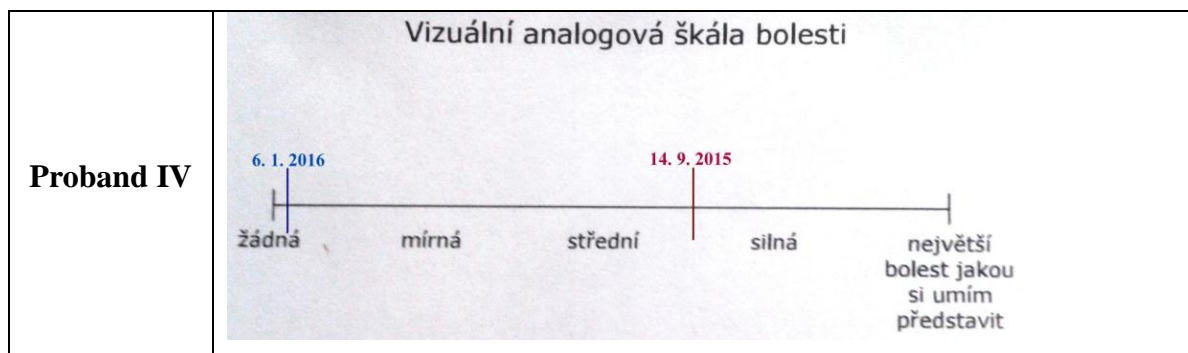 Vizuální analogová škála bolesti
Proband IV
6. 1. 2016
14. 9. 2015
žádná
mírná
střední
silná
největší
bolest jakou
si umím
představit